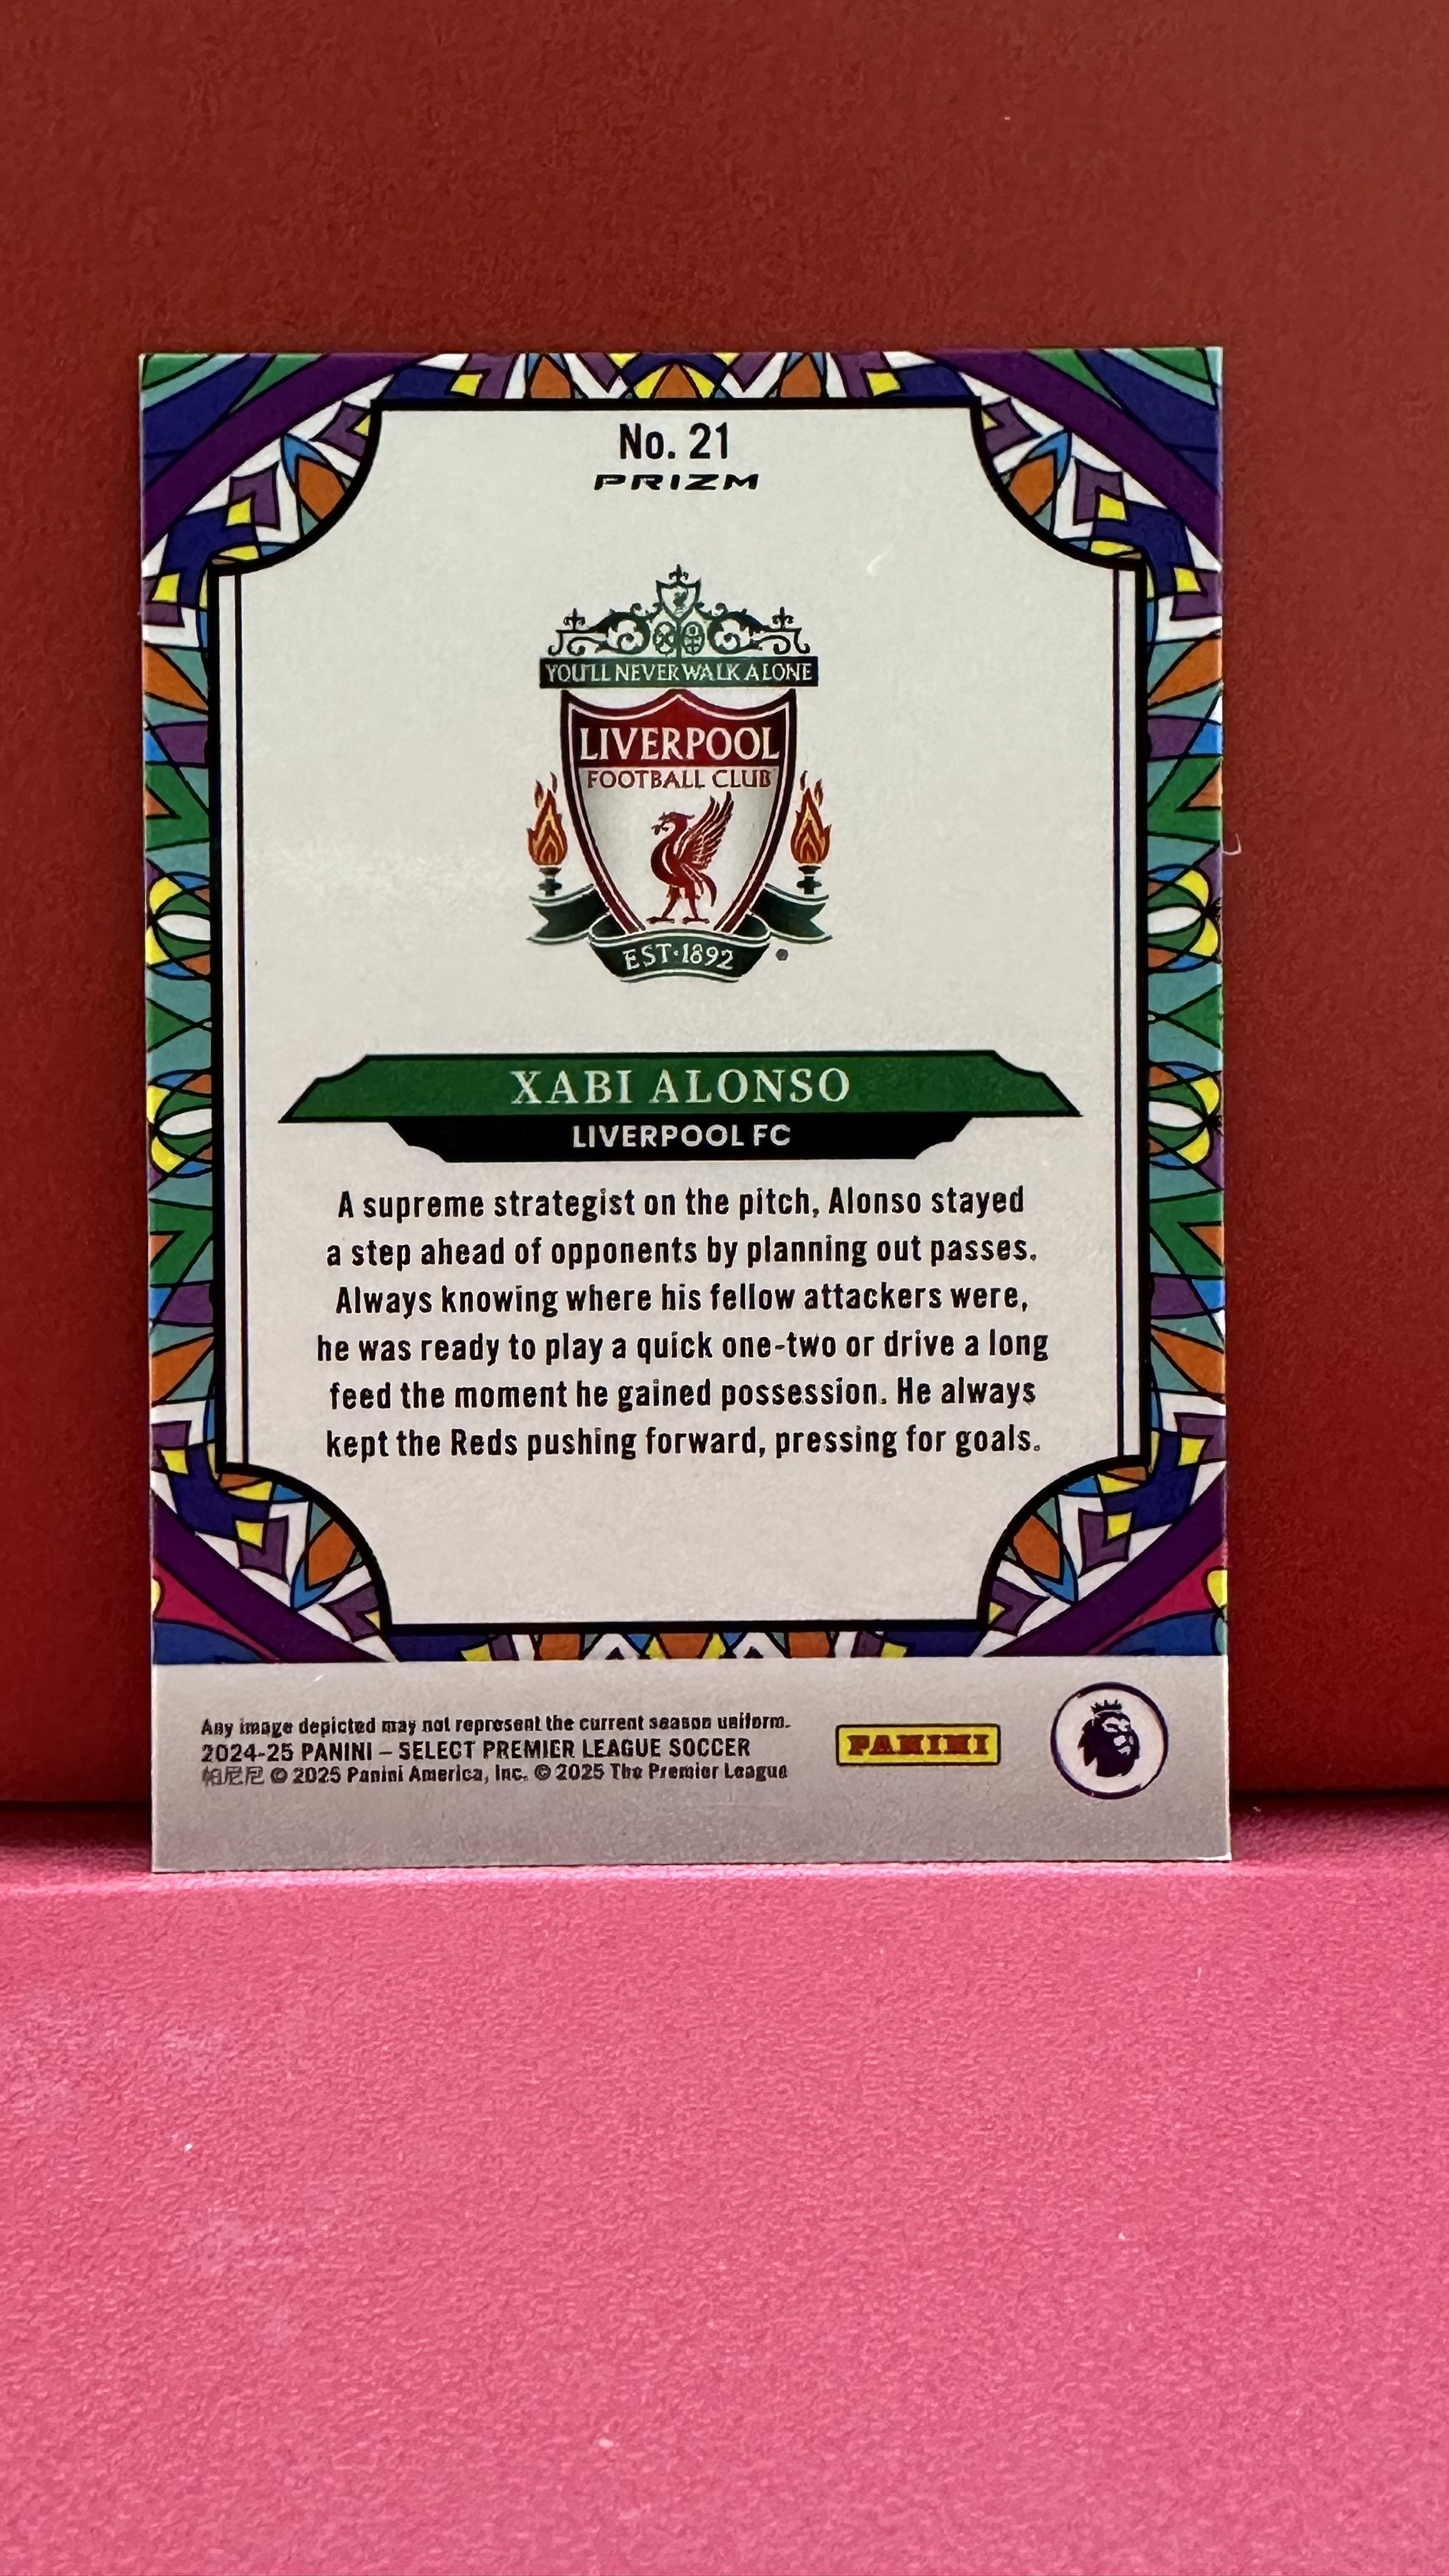 No. 21
PRIZM
YOU'LL NEVER WALK ALONE
LIVERPOOL
FOOTBALL CLUB
EST·1892
XABI ALONSO
LIVERPOOL FC
A supreme strategist on the pitch, Alonso stayed
a step ahead of opponents by planning out passes.
Always knowing where his fellow attackers were,
he was ready to play a quick one-two or drive a long
feed the moment he gained possession. He always
kept the Reds pushing forward, pressing for goals.
Any image depicted may not represent the current season uniform.
2024-25 PANINI – SELECT PREMIER LEAGUE SOCCER
帕尼尼 © 2025 Panini America, Inc. © 2025 The Premier League
PANINI